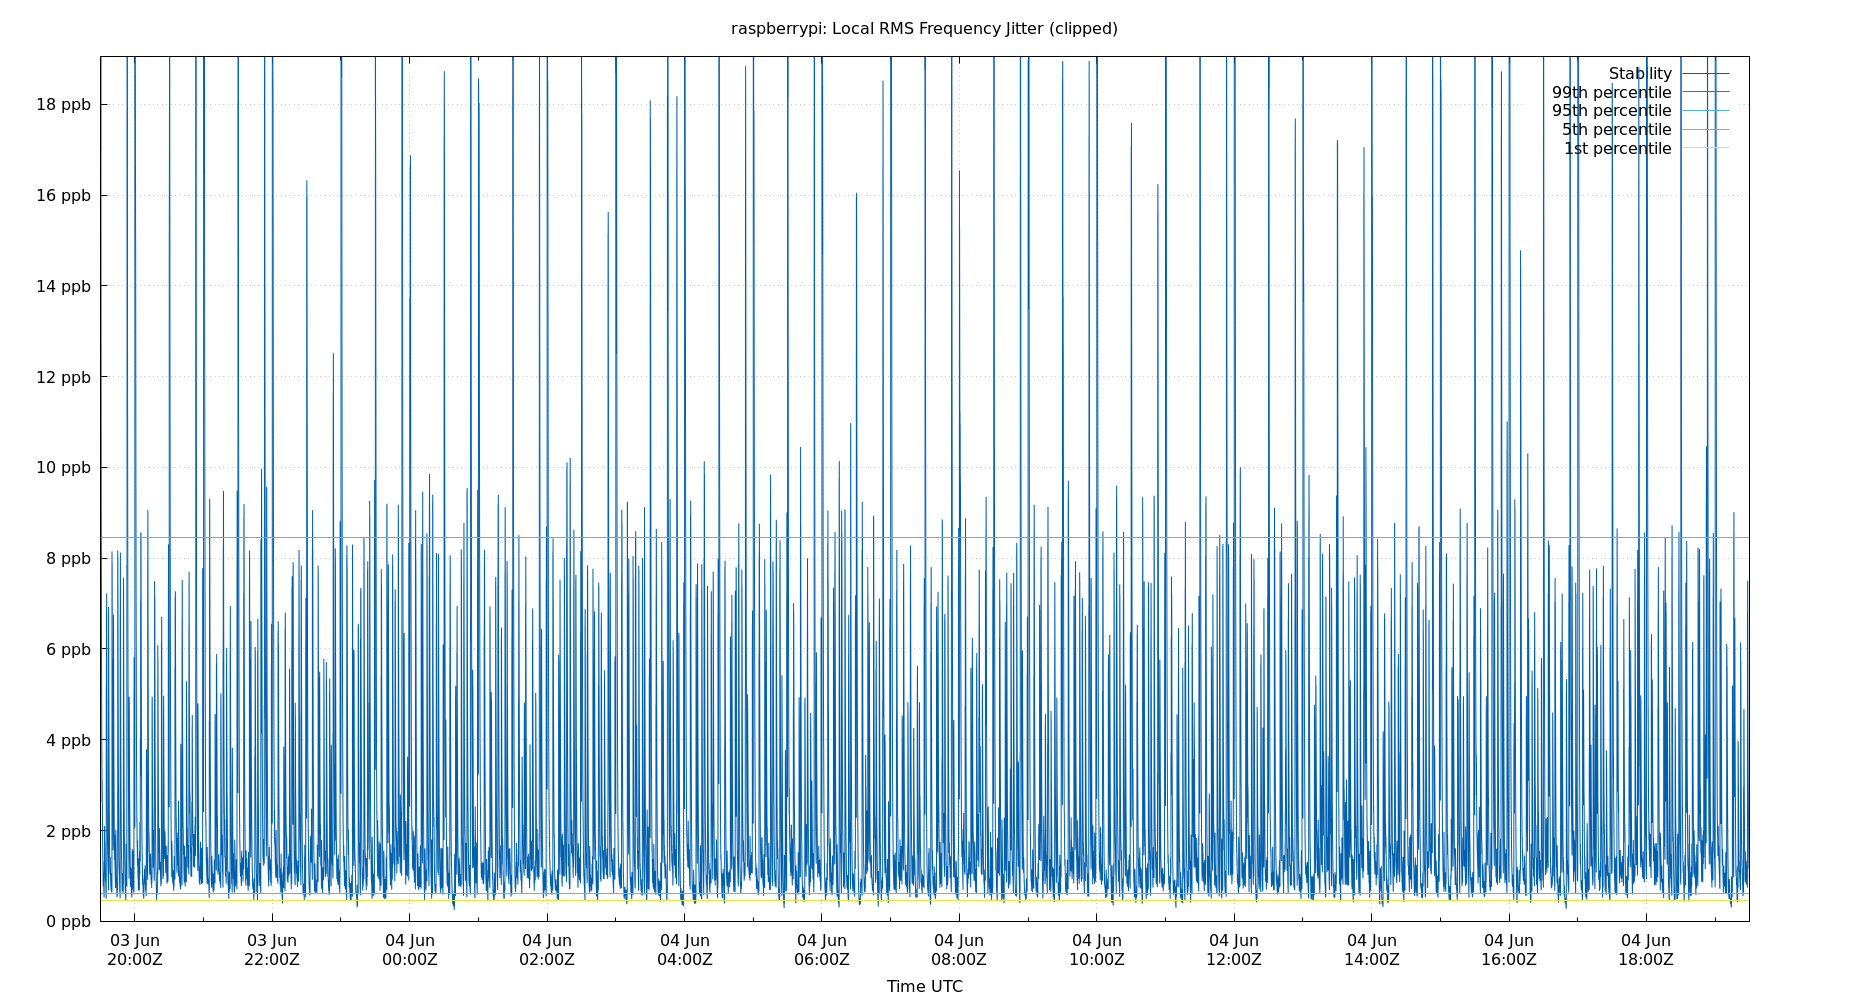 raspberrypi: Local RMS Frequency Jitter (clipped)
Stability
99th percentile
95th percentile
5th percentile
1st percentile
18 ppb
16 ppb
14 ppb
12 ppb
10 ppb
8 ppb
6 ppb
4 ppb
2 ppb
0 ppb
03 Jun 03 Jun 04 Jun 04 Jun 04 Jun 04 Jun 04 Jun 04 Jun 04 Jun 04 Jun 04 Jun 04 Jun
20:00Z 22:00Z 00:00Z 02:00Z 04:00Z 06:00Z 08:00Z 10:00Z 12:00Z 14:00Z 16:00Z 18:00Z
Time UTC